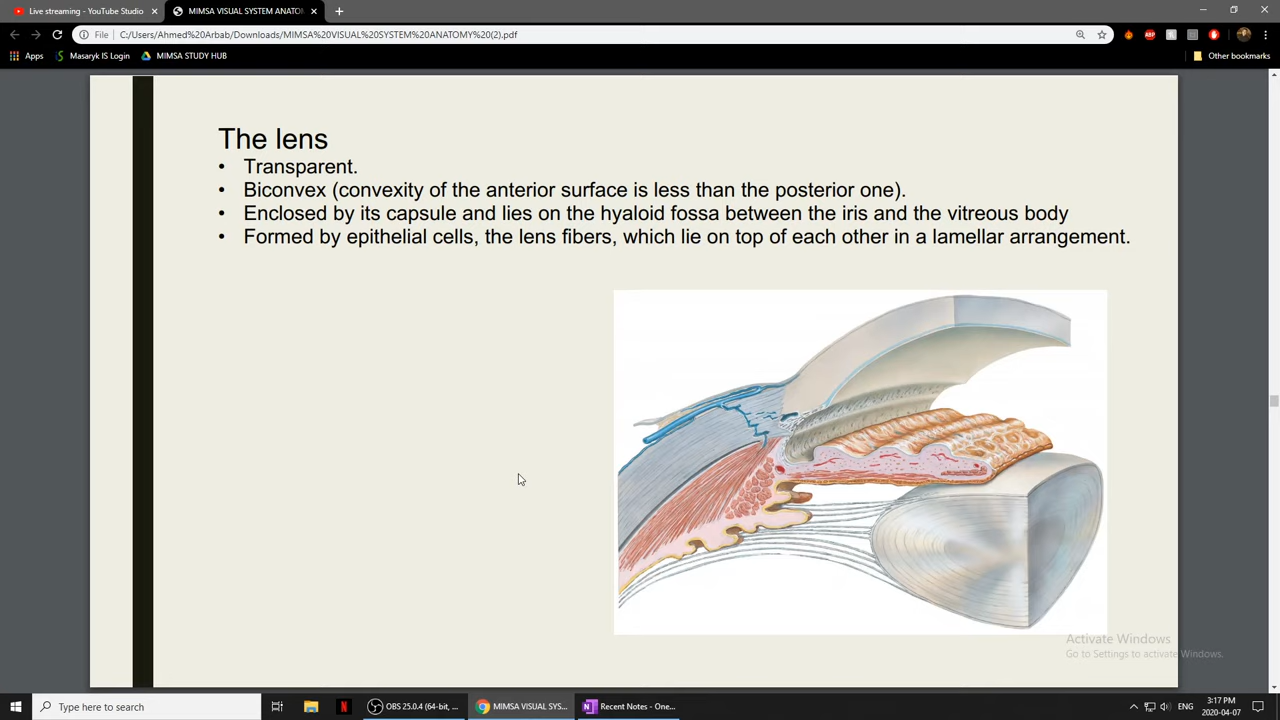 Live streaming - YouTube Studio
MIMSA VISUAL SYSTEM ANATOM
File
C:/Users/Ahmed%20Arbab/Downloads/MIMSA%20VISUAL%20SYSTEM%20ANATOMY%20(2).pdf
ABP
Apps
Masaryk IS Login
MIMSA STUDY HUB
Other bookmarks
The lens
• Transparent.
• Biconvex (convexity of the anterior surface is less than the posterior one).
• Enclosed by its capsule and lies on the hyaloid fossa between the iris and the vitreous body
• Formed by epithelial cells, the lens fibers, which lie on top of each other in a lamellar arrangement.
Activate Windows
Go to Settings to activate Windows.
Type here to search
OBS 25.0.4 (64-bit, ...
MIMSA VISUAL SYS...
Recent Notes - One...
ENG
3:17 PM
2020-04-07